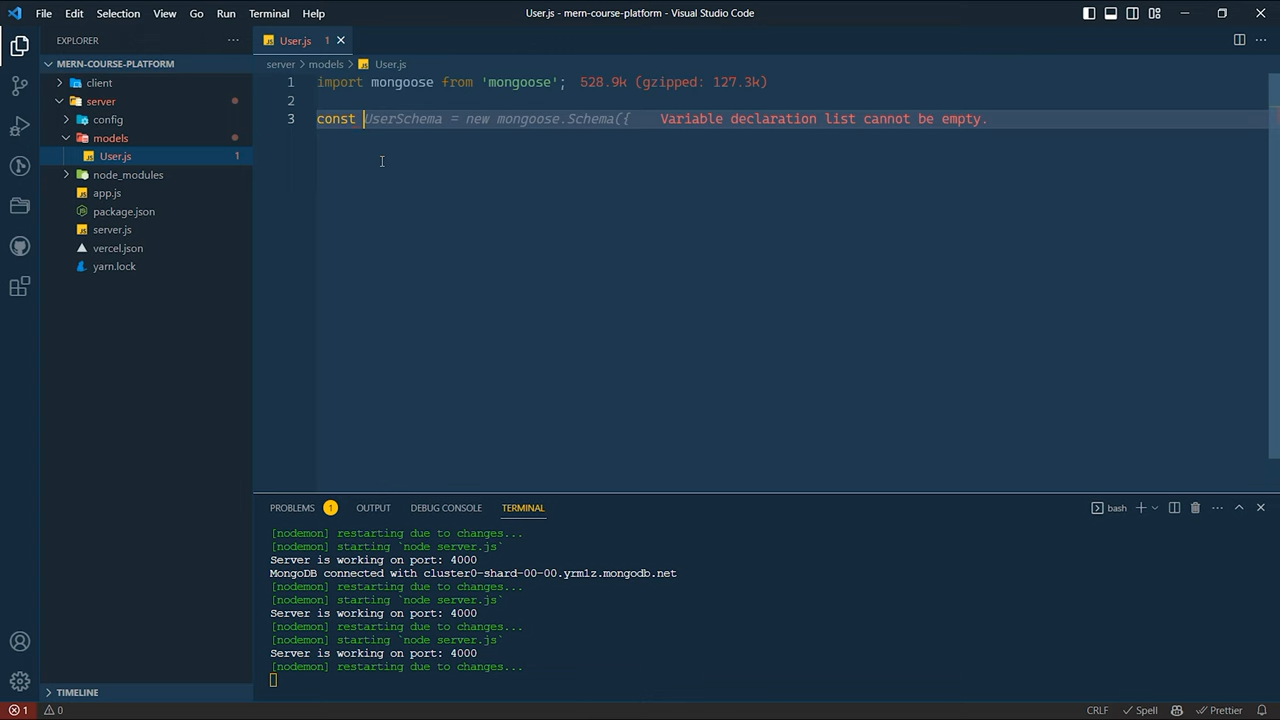 File Edit Selection View Go Run Terminal Help
User.js - mern-course-platform - Visual Studio Code
EXPLORER
MERN-COURSE-PLATFORM
client
server
config
models
User.js 1
node_modules
app.js
package.json
server.js
vercel.json
yarn.lock
TIMELINE
User.js 1
server > models > User.js
1 import mongoose from 'mongoose'; 528.9k (gzipped: 127.3k)
2
3 const UserSchema = new mongoose.Schema({ Variable declaration list cannot be empty.
PROBLEMS 1 OUTPUT DEBUG CONSOLE TERMINAL
bash
[nodemon] restarting due to changes...
[nodemon] starting `node server.js`
Server is working on port: 4000
MongoDB connected with cluster0-shard-00-00.yrm1z.mongodb.net
[nodemon] restarting due to changes...
[nodemon] starting `node server.js`
Server is working on port: 4000
[nodemon] restarting due to changes...
[nodemon] starting `node server.js`
Server is working on port: 4000
[nodemon] restarting due to changes...
1 0
CRLF Spell Prettier